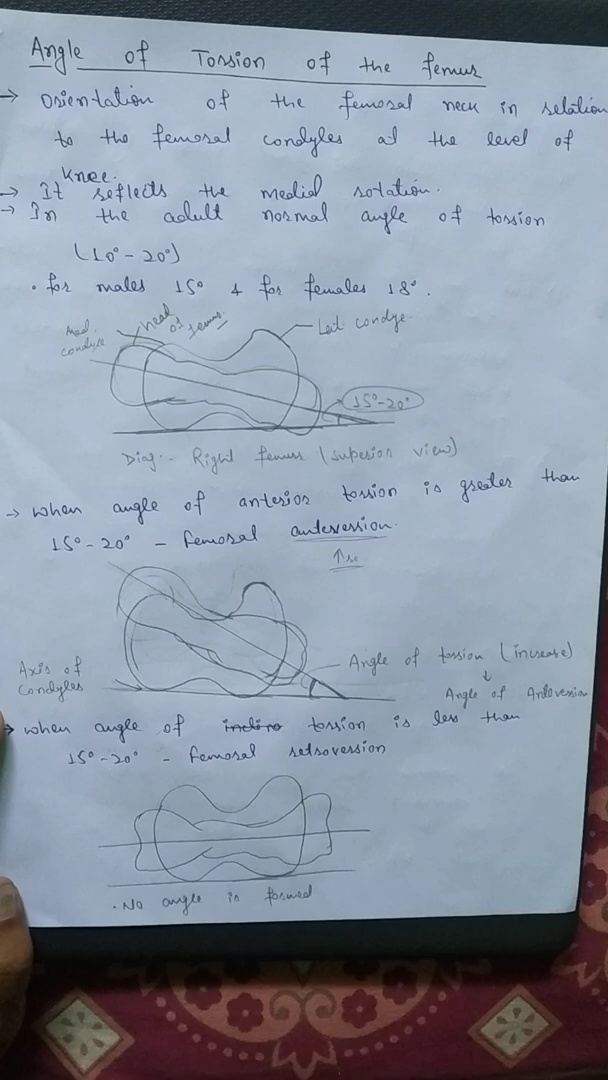 Angle of Torsion of the femur
→ Orientation of the femoral neck in relation
to the femoral condyles at the level of
knee.
→ It reflects the medial rotation.
→ In the adult normal angle of torsion
(10° - 20°)
. for males 15° & for females 18°.
Med. condyle
head of femur
Lat condye
15°-20°
Diag:- Right femur (superior view)
→ when angle of anterior torsion is greater than
15°-20° - femoral anteversion.
Axis of Condyles
Angle of torsion (increase)
↓
Angle of Antoversion
→ when angle of inclino torsion is less than
15°-20° - femoral retroversion
. No angle is formed